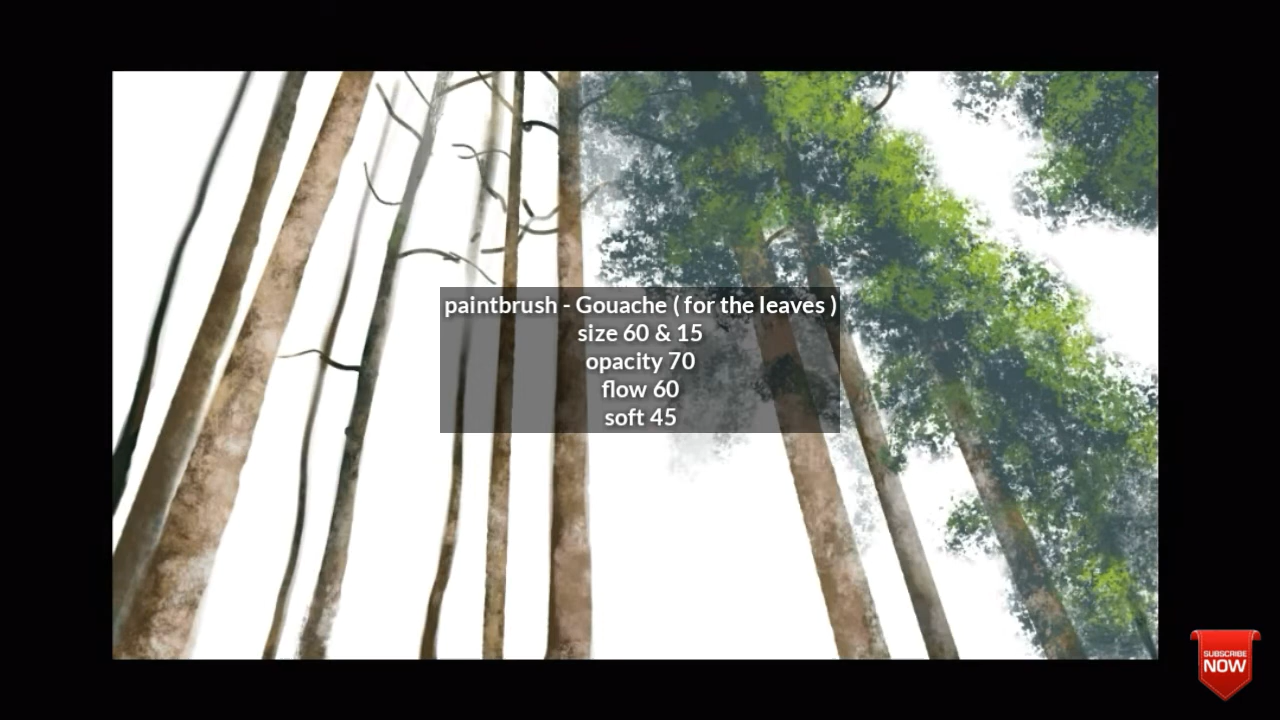 paintbrush - Gouache ( for the leaves )
size 60 & 15
opacity 70
flow 60
soft 45
SUBSCRIBE
NOW